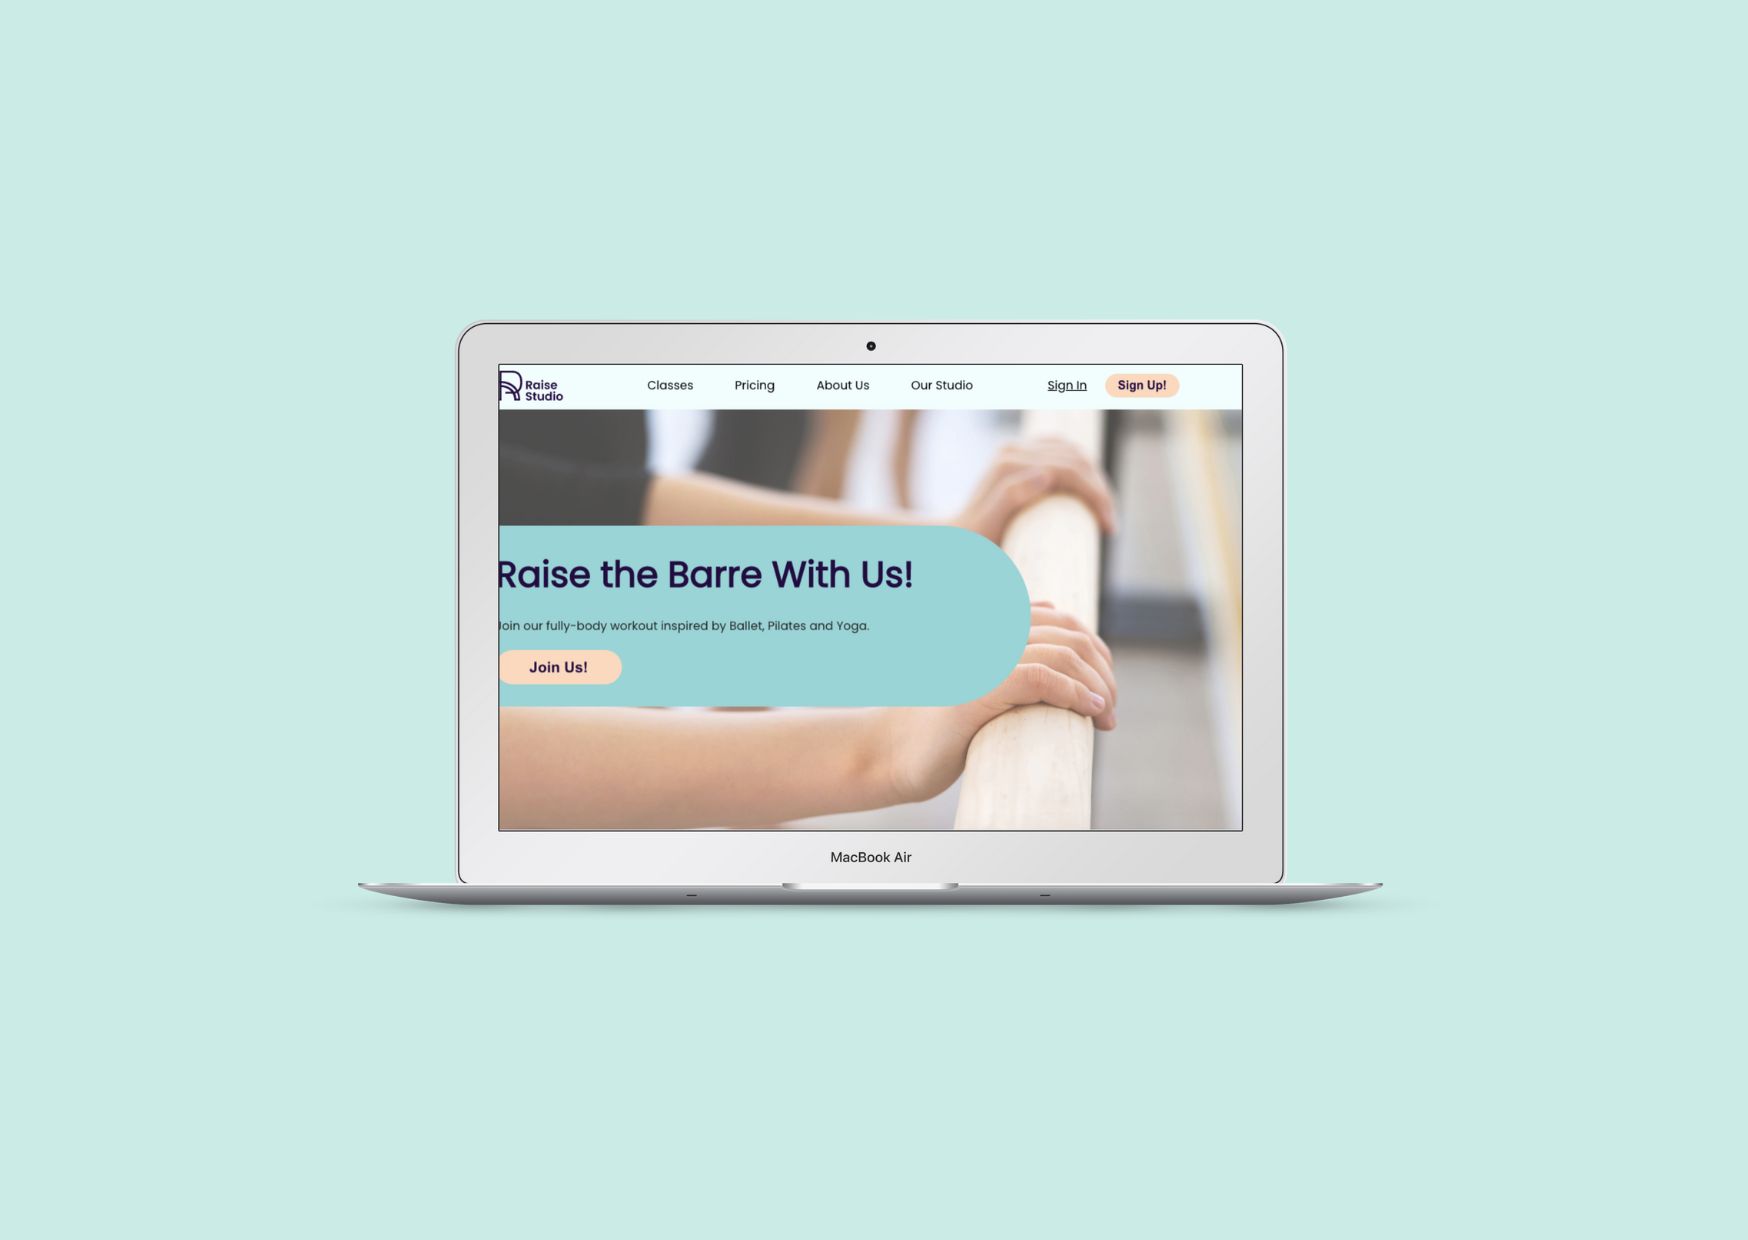 Raise
Studio
Classes Pricing About Us Our Studio Sign In Sign Up!
Raise the Barre With Us!
Join our fully-body workout inspired by Ballet, Pilates and Yoga.
Join Us!
MacBook Air